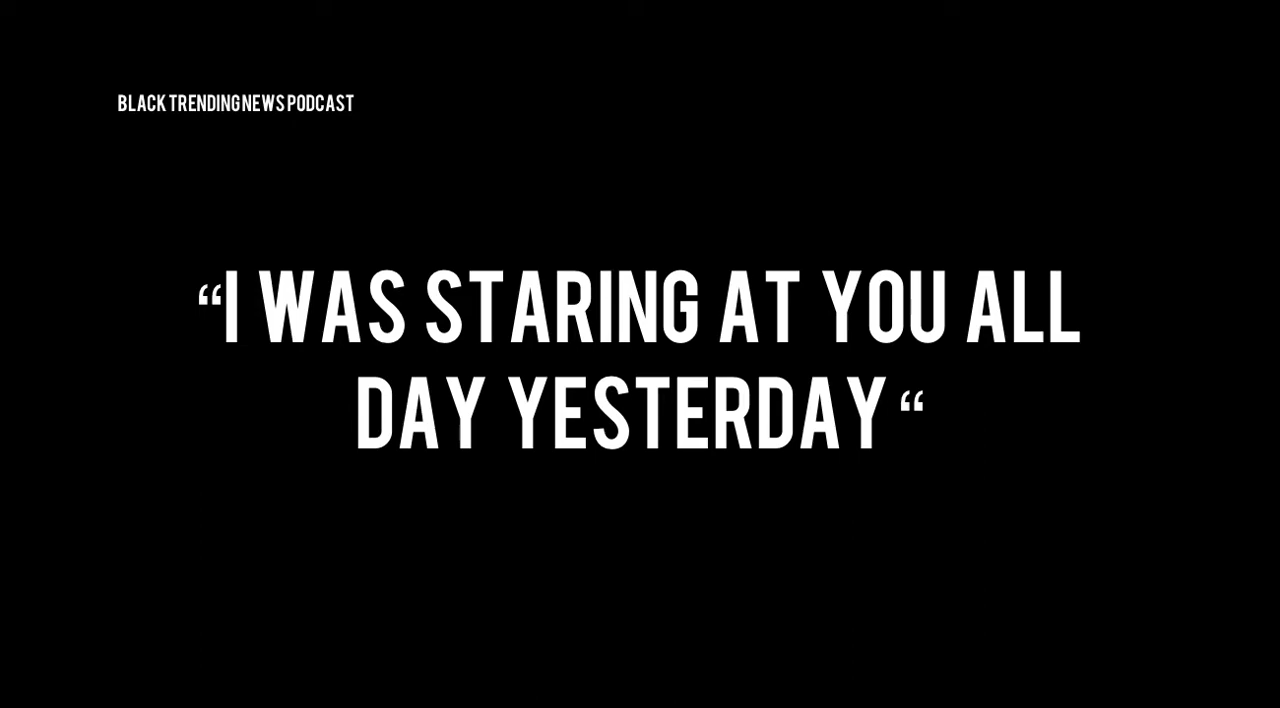 BLACK TRENDING NEWS PODCAST
“I WAS STARING AT YOU ALL
DAY YESTERDAY “